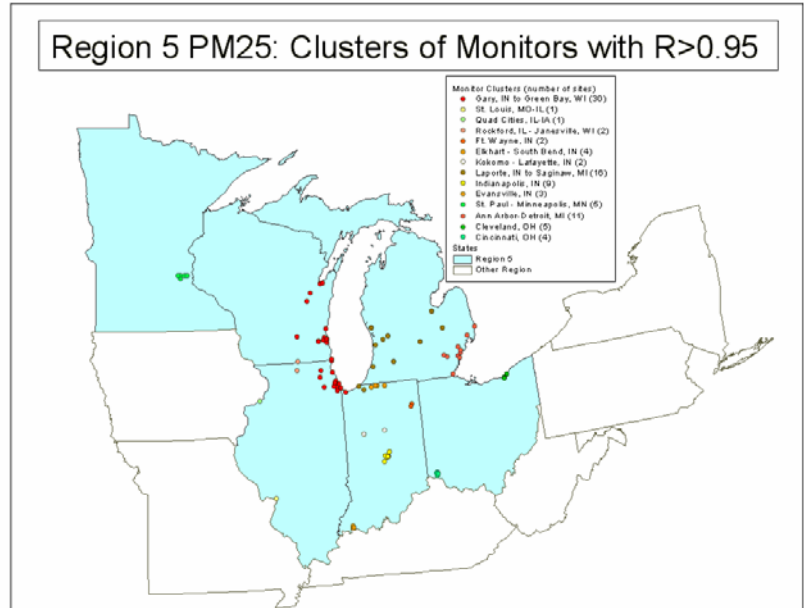 Region 5 PM25: Clusters of Monitors with R>0.95
Monitor Clusters (number of sites)
Gary, IN to Green Bay, WI (30)
St. Louis, MO-IL (1)
Quad Cities, IL-IA (1)
Rockford, IL - Janesville, WI (2)
Ft. Wayne, IN (2)
Elkhart - South Bend, IN (4)
Kokomo - Lafayette, IN (2)
Laporte, IN to Saginaw, MI (16)
Indianapolis, IN (9)
Evansville, IN (3)
St. Paul - Minneapolis, MN (5)
Ann Arbor-Detroit, MI (11)
Cleveland, OH (5)
Cincinnati, OH (4)
States
Region 5
Other Region